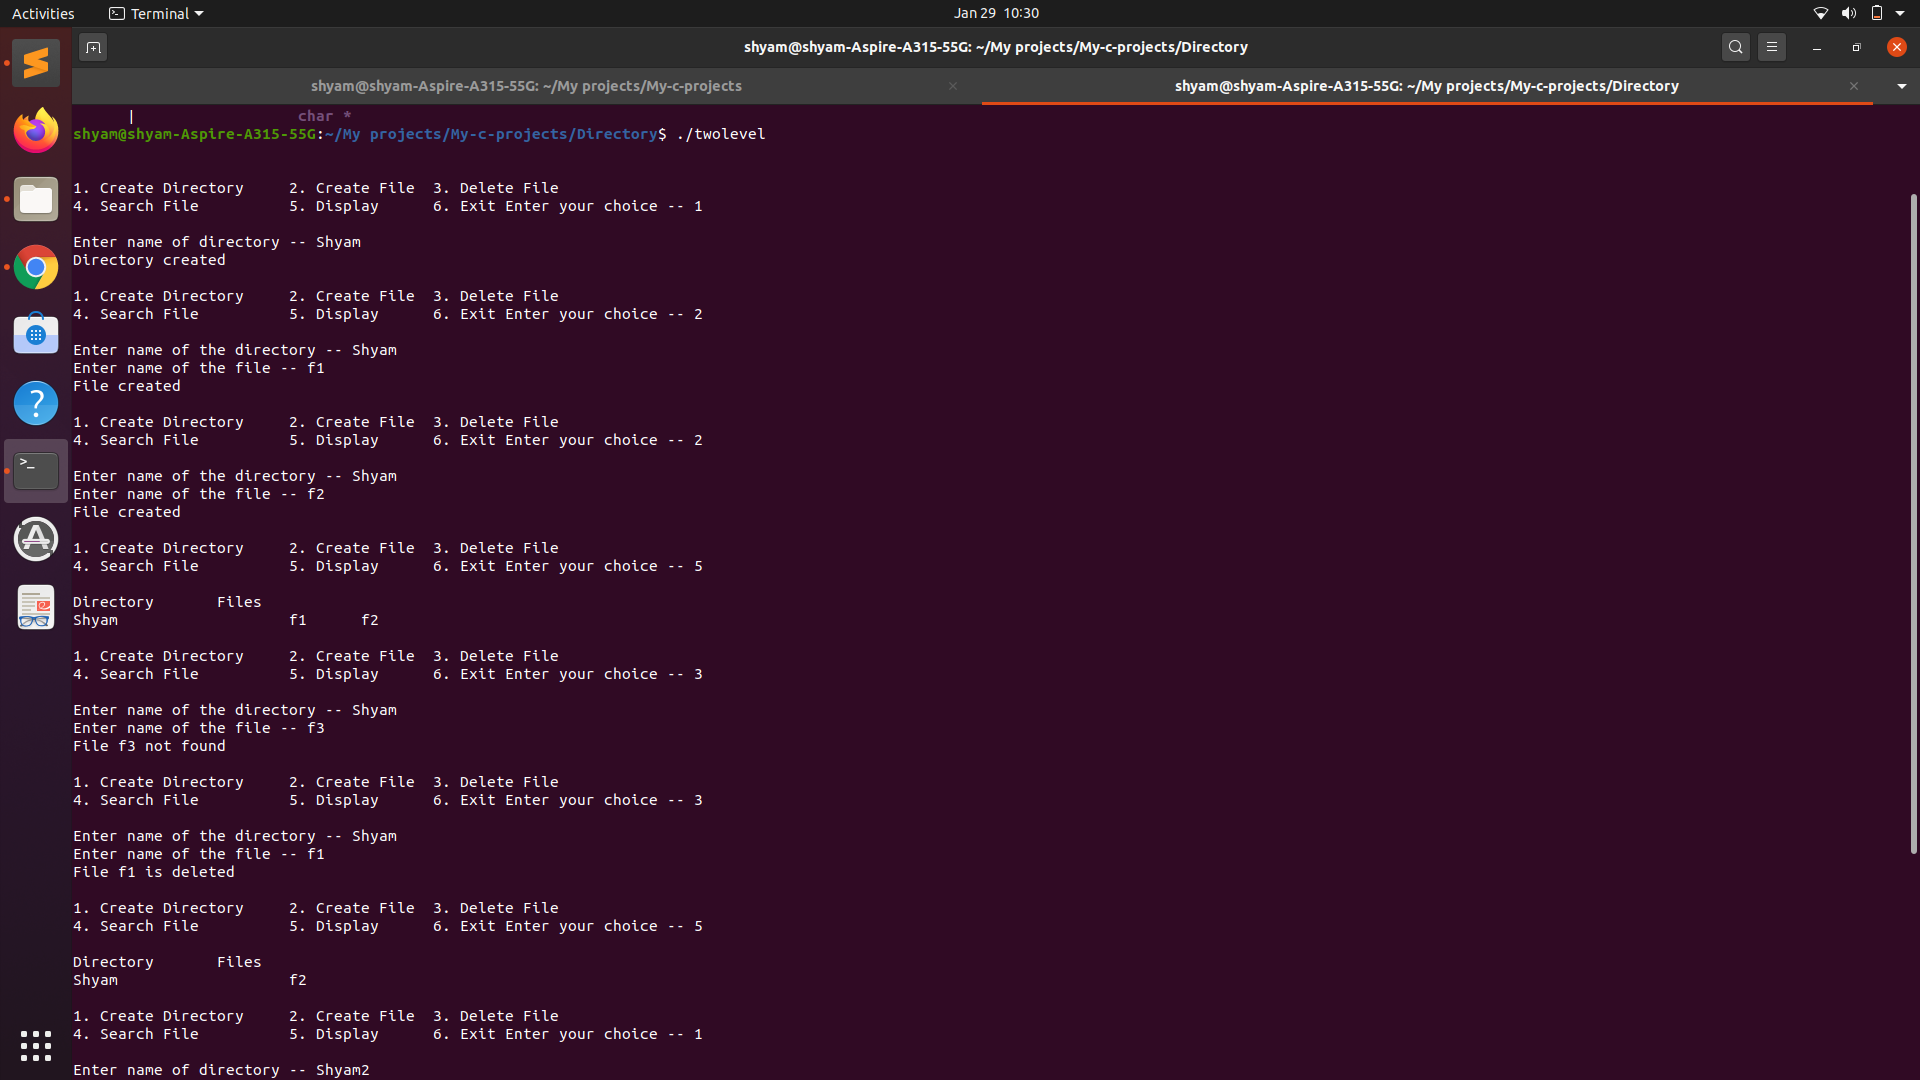 Activities Terminal Jan 29 10:30
shyam@shyam-Aspire-A315-55G: ~/My projects/My-c-projects/Directory
shyam@shyam-Aspire-A315-55G: ~/My projects/My-c-projects shyam@shyam-Aspire-A315-55G: ~/My projects/My-c-projects/Directory
| char *
shyam@shyam-Aspire-A315-55G:~/My projects/My-c-projects/Directory$ ./twolevel
1. Create Directory 2. Create File 3. Delete File
4. Search File 5. Display 6. Exit Enter your choice -- 1
Enter name of directory -- Shyam
Directory created
1. Create Directory 2. Create File 3. Delete File
4. Search File 5. Display 6. Exit Enter your choice -- 2
Enter name of the directory -- Shyam
Enter name of the file -- f1
File created
1. Create Directory 2. Create File 3. Delete File
4. Search File 5. Display 6. Exit Enter your choice -- 2
Enter name of the directory -- Shyam
Enter name of the file -- f2
File created
1. Create Directory 2. Create File 3. Delete File
4. Search File 5. Display 6. Exit Enter your choice -- 5
Directory Files
Shyam f1 f2
1. Create Directory 2. Create File 3. Delete File
4. Search File 5. Display 6. Exit Enter your choice -- 3
Enter name of the directory -- Shyam
Enter name of the file -- f3
File f3 not found
1. Create Directory 2. Create File 3. Delete File
4. Search File 5. Display 6. Exit Enter your choice -- 3
Enter name of the directory -- Shyam
Enter name of the file -- f1
File f1 is deleted
1. Create Directory 2. Create File 3. Delete File
4. Search File 5. Display 6. Exit Enter your choice -- 5
Directory Files
Shyam f2
1. Create Directory 2. Create File 3. Delete File
4. Search File 5. Display 6. Exit Enter your choice -- 1
Enter name of directory -- Shyam2